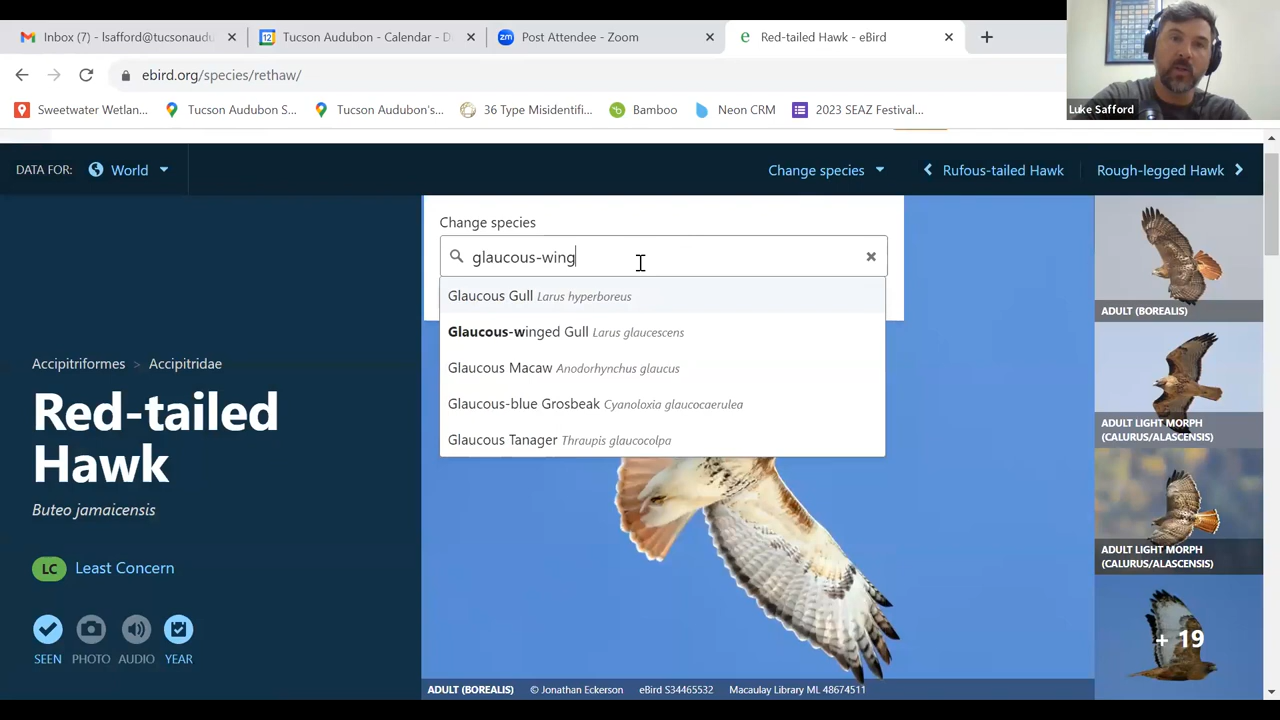 Inbox (7) - lsafford@tucsonaudu
Tucson Audubon - Calendar - D
Post Attendee - Zoom
Red-tailed Hawk - eBird
ebird.org/species/rethaw/
Sweetwater Wetlan...
Tucson Audubon S...
Tucson Audubon's...
36 Type Misidentifi...
Bamboo
Neon CRM
2023 SEAZ Festival...
Luke Safford
DATA FOR: World
Change species
Rufous-tailed Hawk
Rough-legged Hawk
Change species
glaucous-wing
Glaucous Gull Larus hyperboreus
Glaucous-winged Gull Larus glaucescens
Glaucous Macaw Anodorhynchus glaucus
Glaucous-blue Grosbeak Cyanoloxia glaucocaerulea
Glaucous Tanager Thraupis glaucocolpa
Accipitriformes > Accipitridae
Red-tailed
Hawk
Buteo jamaicensis
LC Least Concern
SEEN PHOTO AUDIO YEAR
ADULT (BOREALIS) © Jonathan Eckerson eBird S34465532 Macaulay Library ML 48674511
ADULT (BOREALIS)
ADULT LIGHT MORPH
(CALURUS/ALASCENSIS)
ADULT LIGHT MORPH
(CALURUS/ALASCENSIS)
+ 19